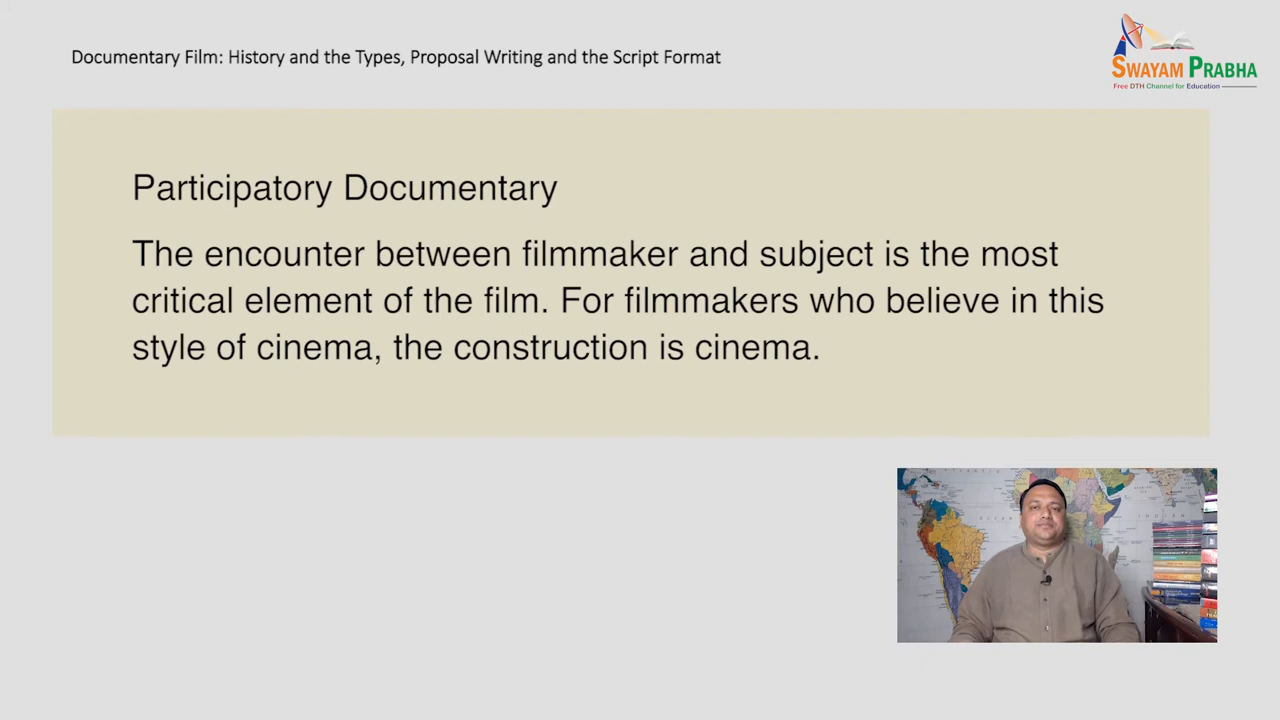 Documentary Film: History and the Types, Proposal Writing and the Script Format
SWAYAM PRABHA
Free DTH Channel for Education
Participatory Documentary
The encounter between filmmaker and subject is the most
critical element of the film. For filmmakers who believe in this
style of cinema, the construction is cinema.